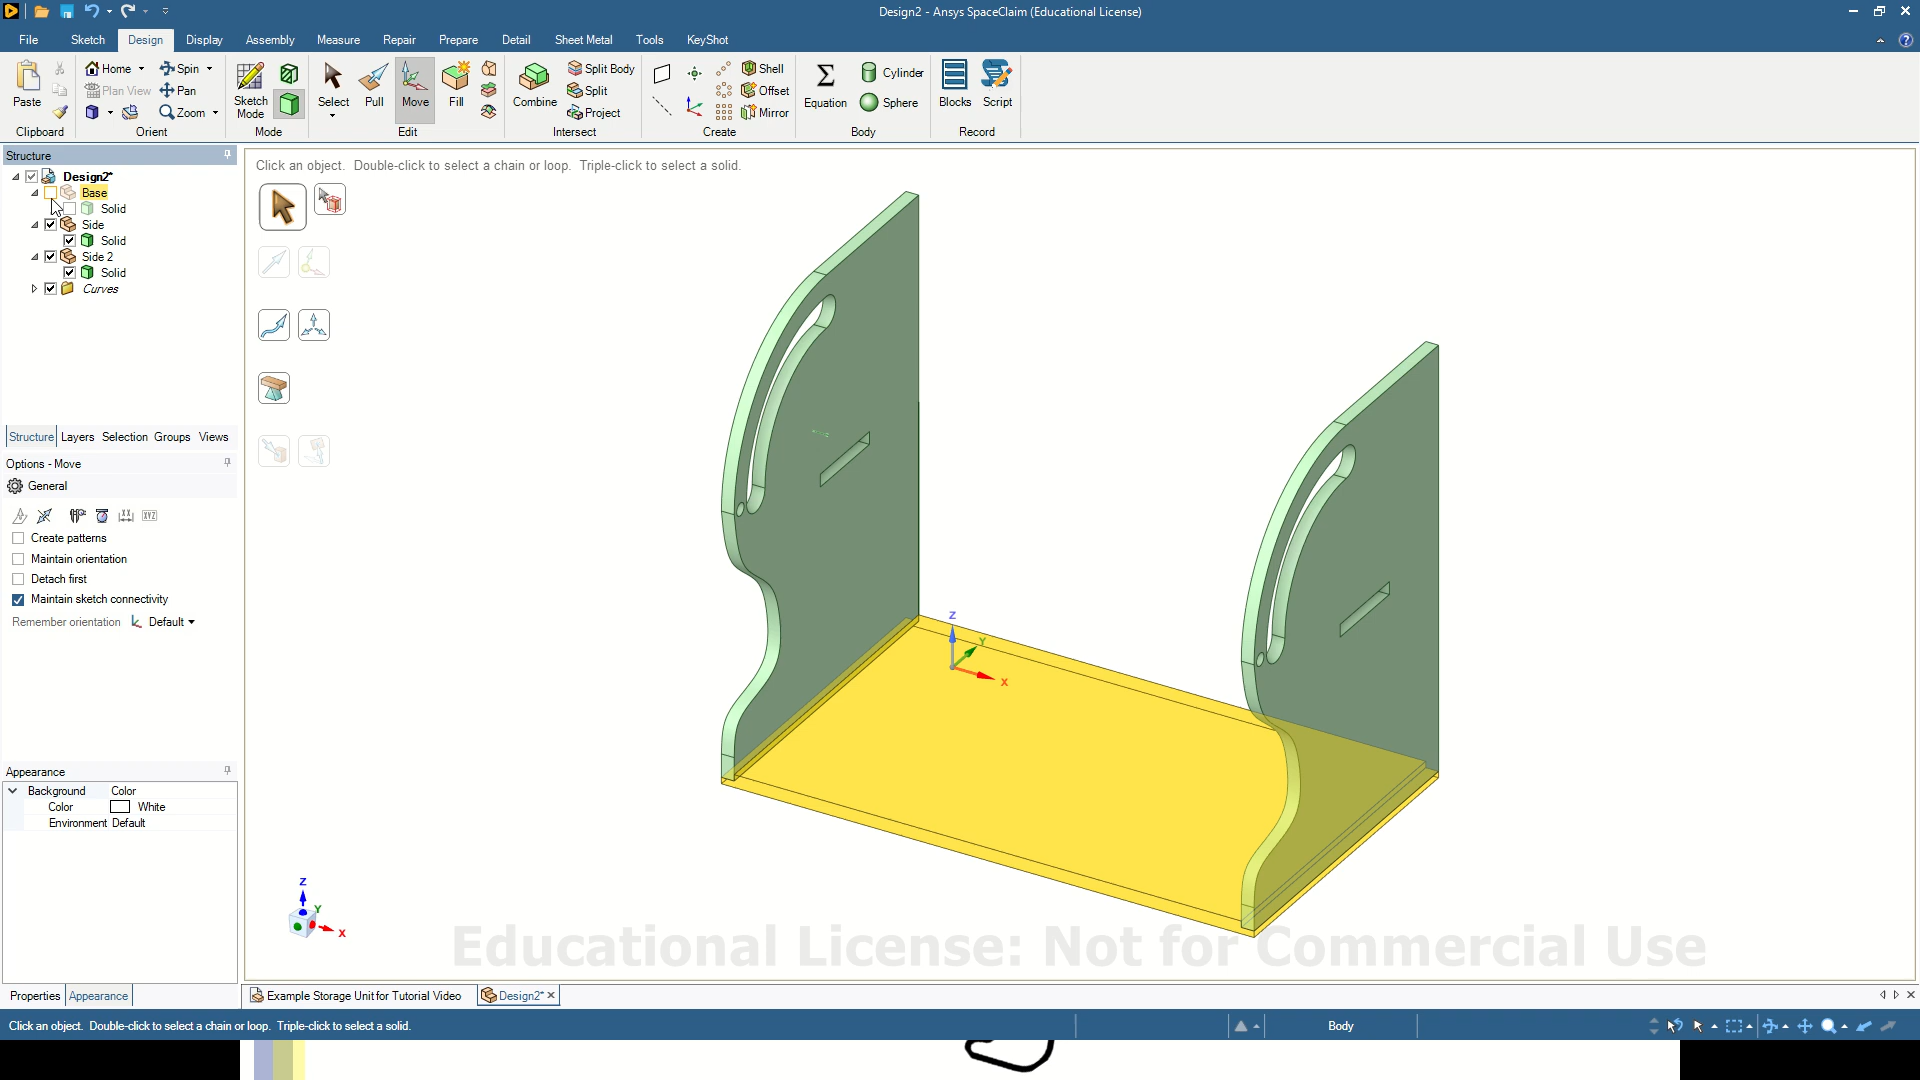 Design2 - Ansys SpaceClaim (Educational License)
File Sketch Design Display Assembly Measure Repair Prepare Detail Sheet Metal Tools KeyShot
Paste
Home
Plan View
Spin
Pan
Zoom
Sketch Mode
Select
Pull
Move
Fill
Combine
Split Body
Split
Project
Shell
Offset
Mirror
Equation
Cylinder
Sphere
Blocks
Script
Clipboard Orient Mode Edit Intersect Create Body Record
Structure
Design2*
Base
Solid
Side
Solid
Side 2
Solid
Curves
Structure Layers Selection Groups Views
Options - Move
General
Create patterns
Maintain orientation
Detach first
Maintain sketch connectivity
Remember orientation Default
Appearance
Background Color
Color White
Environment Default
Properties Appearance
Click an object. Double-click to select a chain or loop. Triple-click to select a solid.
Z
Y
X
Z
Y
X
Educational License: Not for Commercial Use
Example Storage Unit for Tutorial Video
Design2*
Click an object. Double-click to select a chain or loop. Triple-click to select a solid.
Body